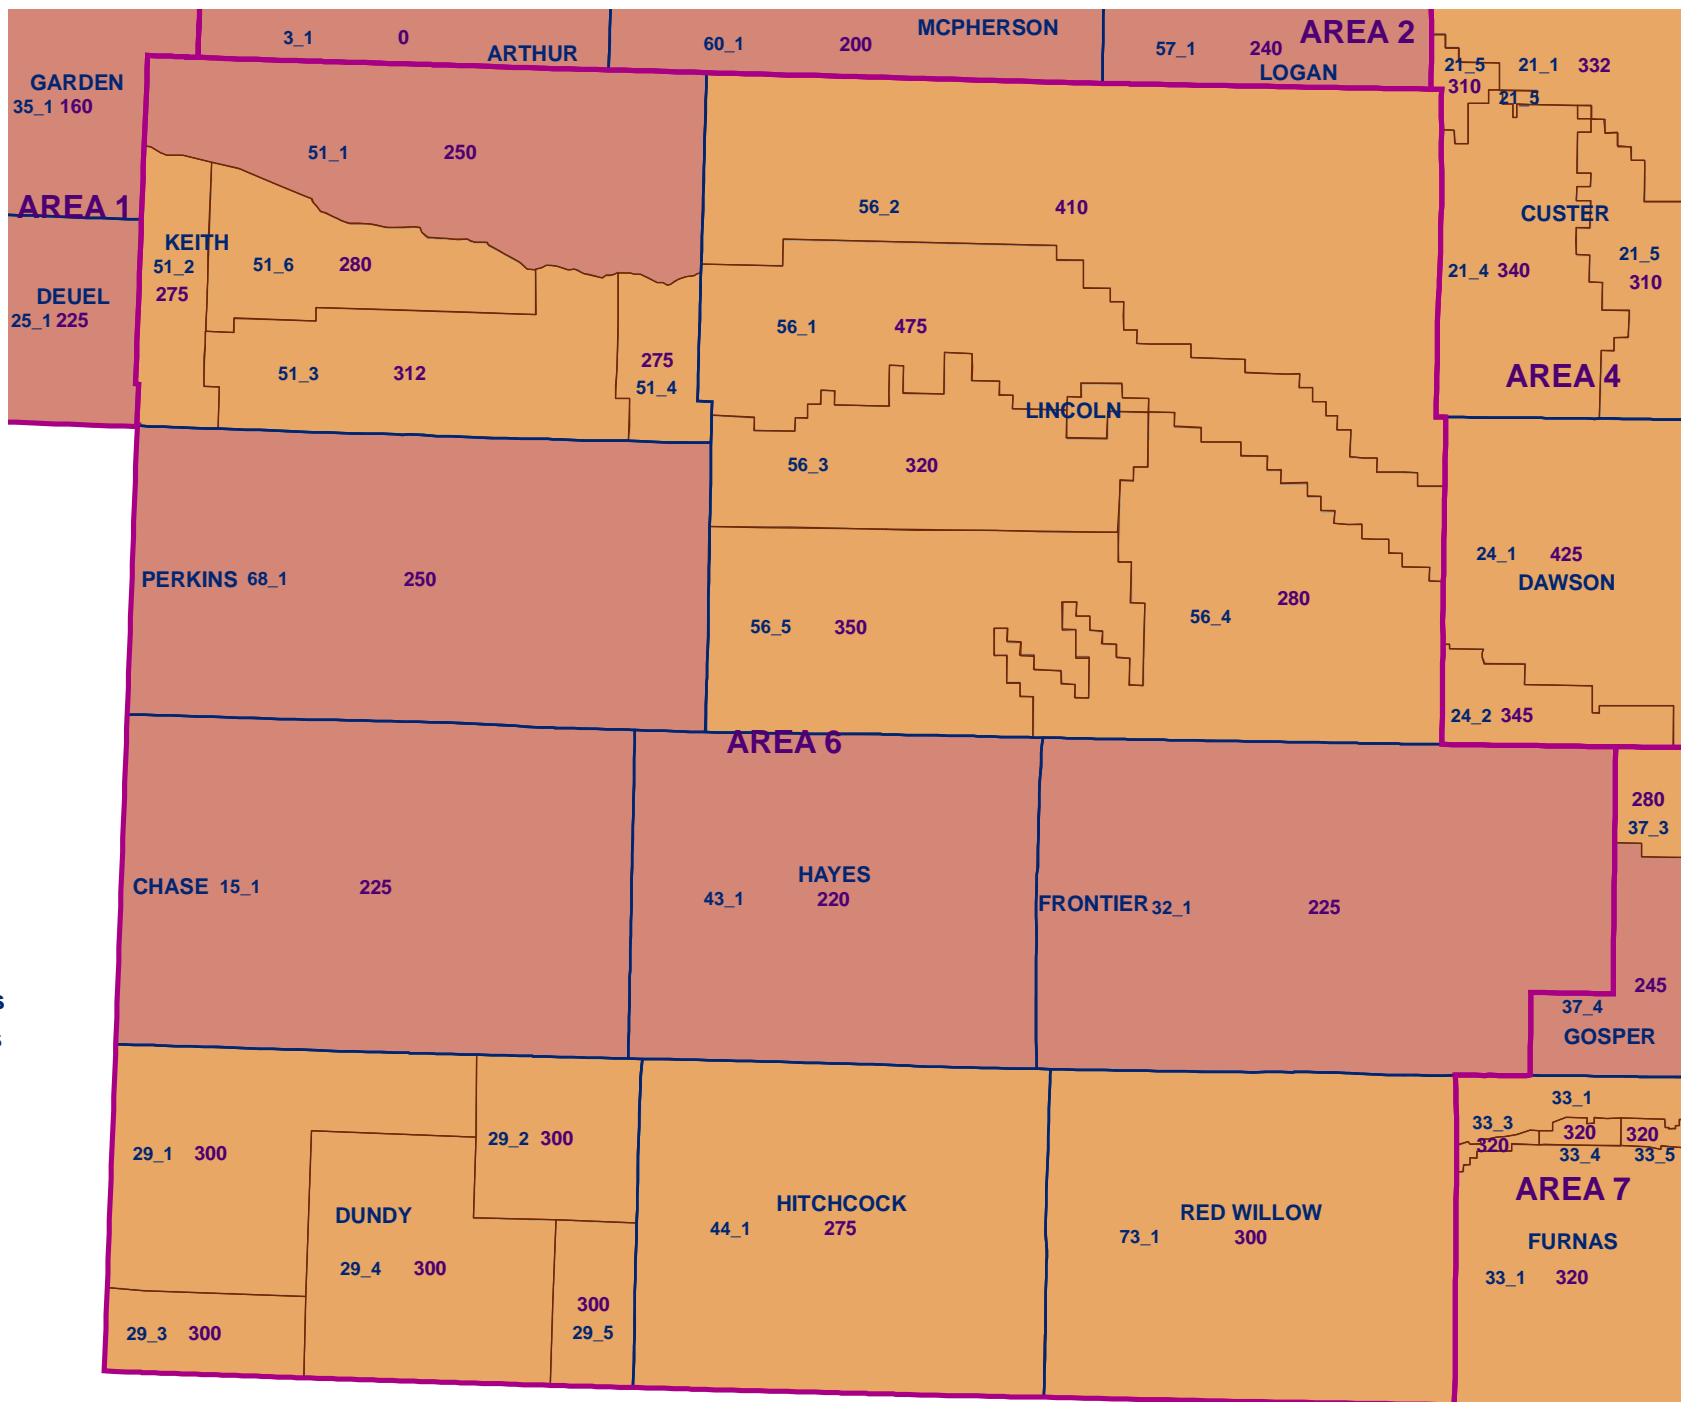 3_1 0
ARTHUR
60_1 200
MCPHERSON
57_1 240
AREA 2
LOGAN
21_5
310
21_1 332
21_5
GARDEN
35_1 160
51_1 250
AREA 1
56_2 410
CUSTER
KEITH
51_2
275
51_6 280
21_4 340
21_5
310
DEUEL
25_1 225
56_1 475
51_3 312
275
51_4
AREA 4
LINCOLN
56_3 320
24_1 425
DAWSON
PERKINS 68_1 250
56_5 350
56_4 280
24_2 345
AREA 6
280
37_3
CHASE 15_1 225
HAYES
43_1 220
FRONTIER 32_1 225
245
37_4
GOSPER
s
s
33_1
33_3
320
320
33_4
320
33_5
29_1 300
29_2 300
AREA 7
DUNDY
HITCHCOCK
44_1 275
RED WILLOW
73_1 300
FURNAS
33_1 320
29_4 300
300
29_5
29_3 300